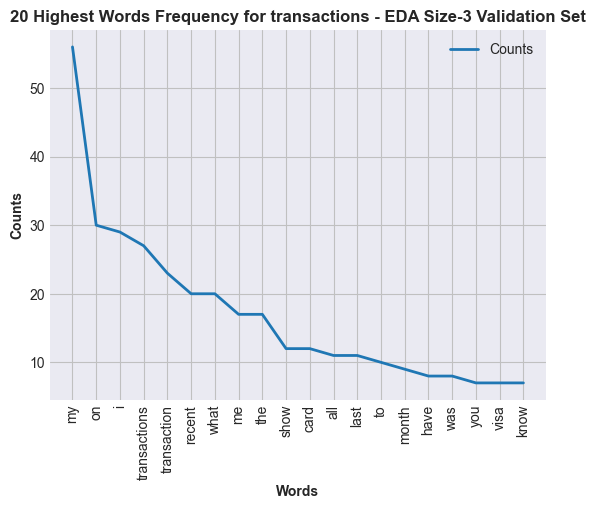 20 Highest Words Frequency for transactions - EDA Size-3 Validation Set
Counts
50
40
30
20
10
Counts
my
on
i
transactions
transaction
recent
what
me
the
show
card
all
last
to
month
have
was
you
visa
know
Words